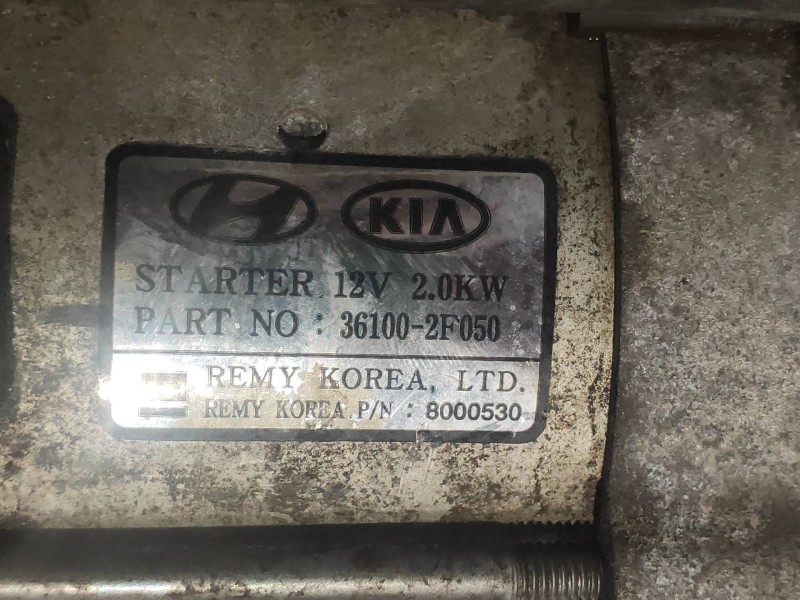 KIA
STARTER 12V 2.0KW
PART NO : 36100-2F050
REMY KOREA, LTD.
REMY KOREA P/N : 8000530